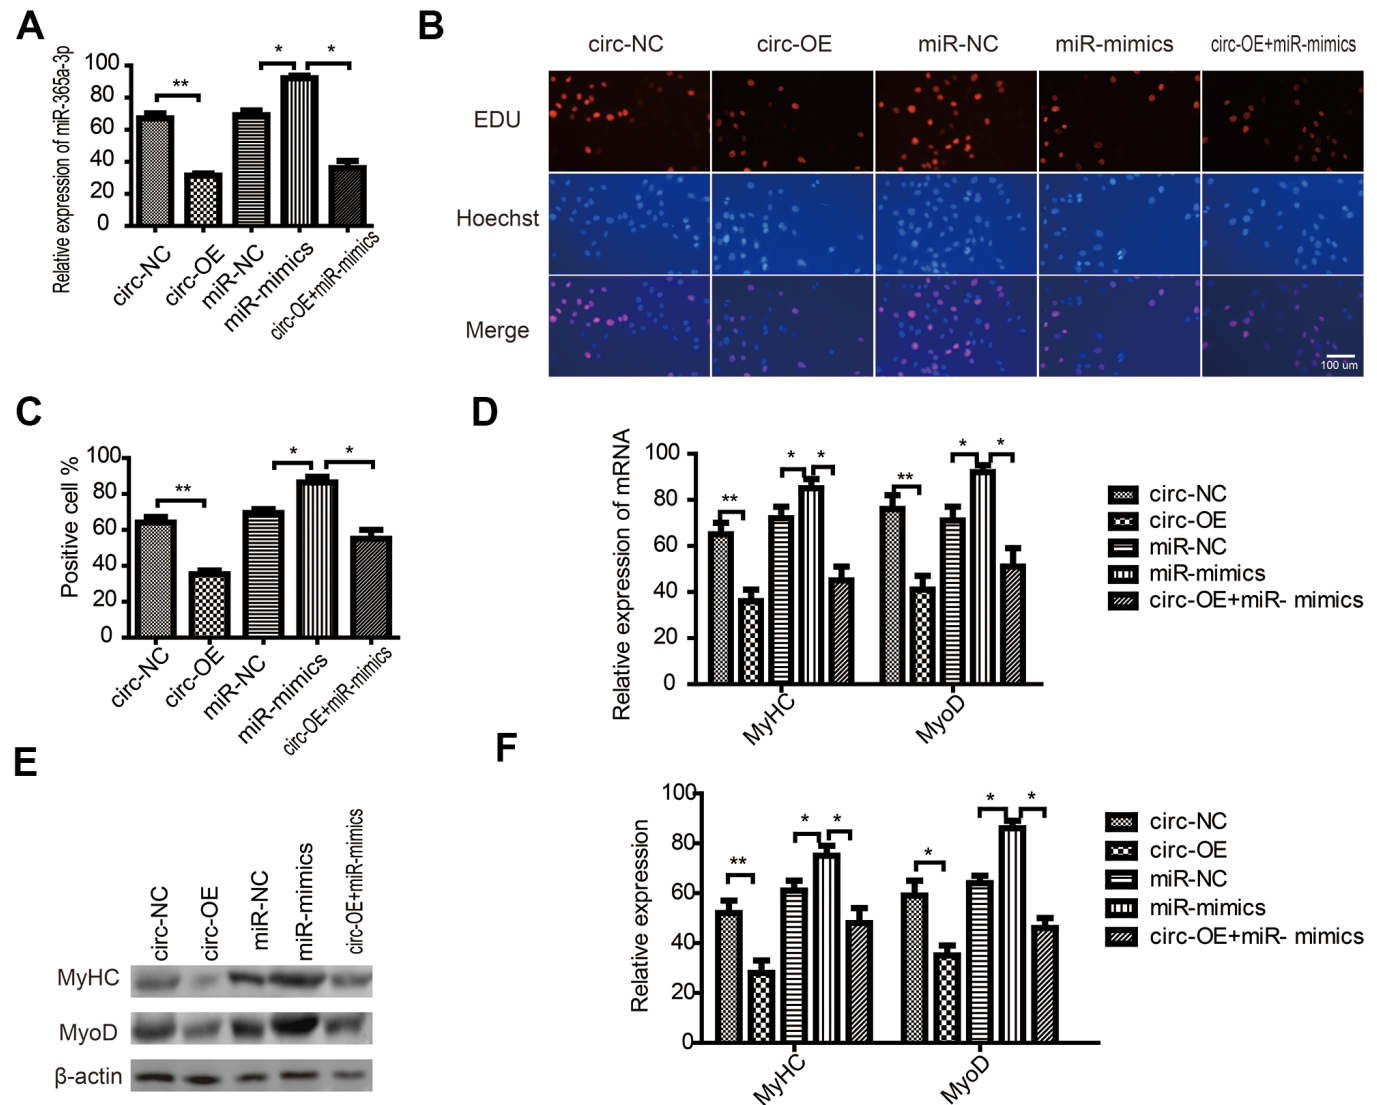 A
Relative expression of miR-365a-3p
100
80
60
40
20
0
**
*
*
circ-NC
circ-OE
miR-NC
miR-mimics
circ-OE+miR-mimics
B
circ-NC
circ-OE
miR-NC
miR-mimics
circ-OE+miR-mimics
EDU
Hoechst
Merge
100 um
C
Positive cell %
100
80
60
40
20
0
**
*
*
circ-NC
circ-OE
miR-NC
miR-mimics
circ-OE+miR-mimics
D
Relative expression of mRNA
100
80
60
40
20
0
**
*
*
**
*
*
MyHC
MyoD
circ-NC
circ-OE
miR-NC
miR-mimics
circ-OE+miR- mimics
E
circ-NC
circ-OE
miR-NC
miR-mimics
circ-OE+miR-mimics
MyHC
MyoD
β-actin
F
Relative expression
100
80
60
40
20
0
**
*
*
*
*
*
MyHC
MyoD
circ-NC
circ-OE
miR-NC
miR-mimics
circ-OE+miR- mimics